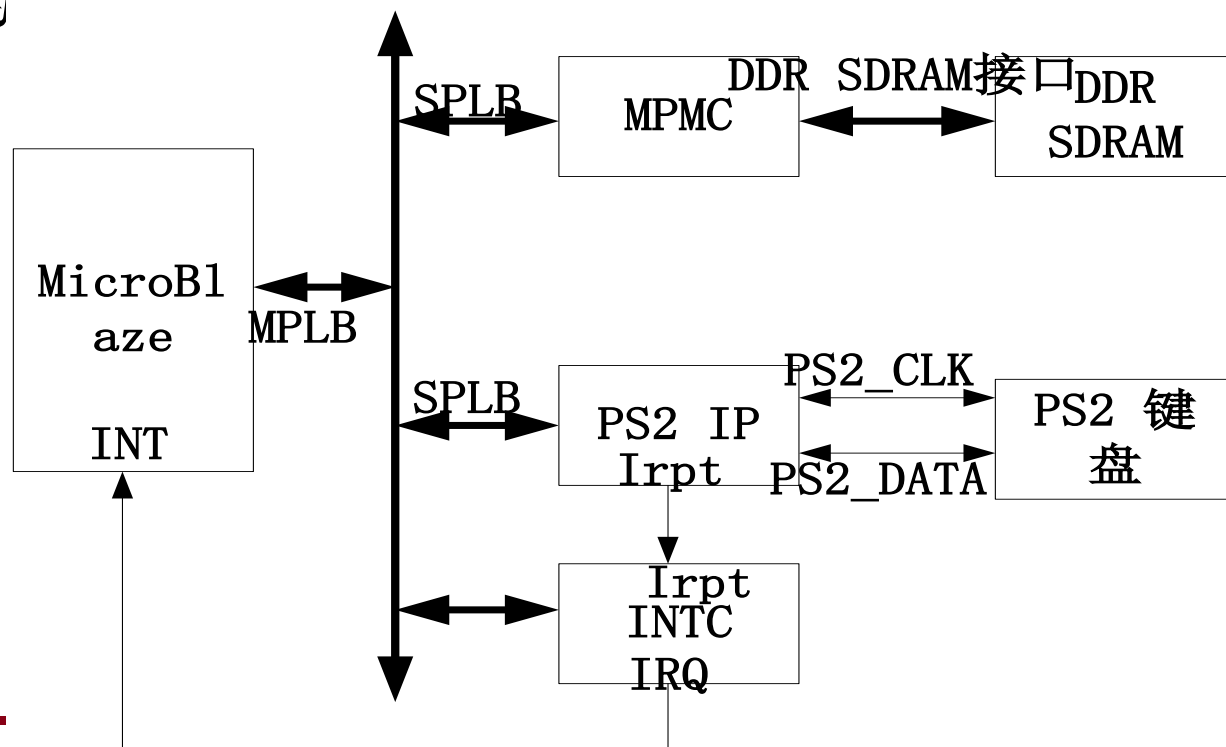 SPLB
MPMC
DDR SDRAM接口
DDR
SDRAM
MicroBl
aze
MPLB
INT
SPLB
PS2 IP
Irpt
PS2_CLK
PS2_DATA
PS2 键
盘
Irpt
INTC
IRQ